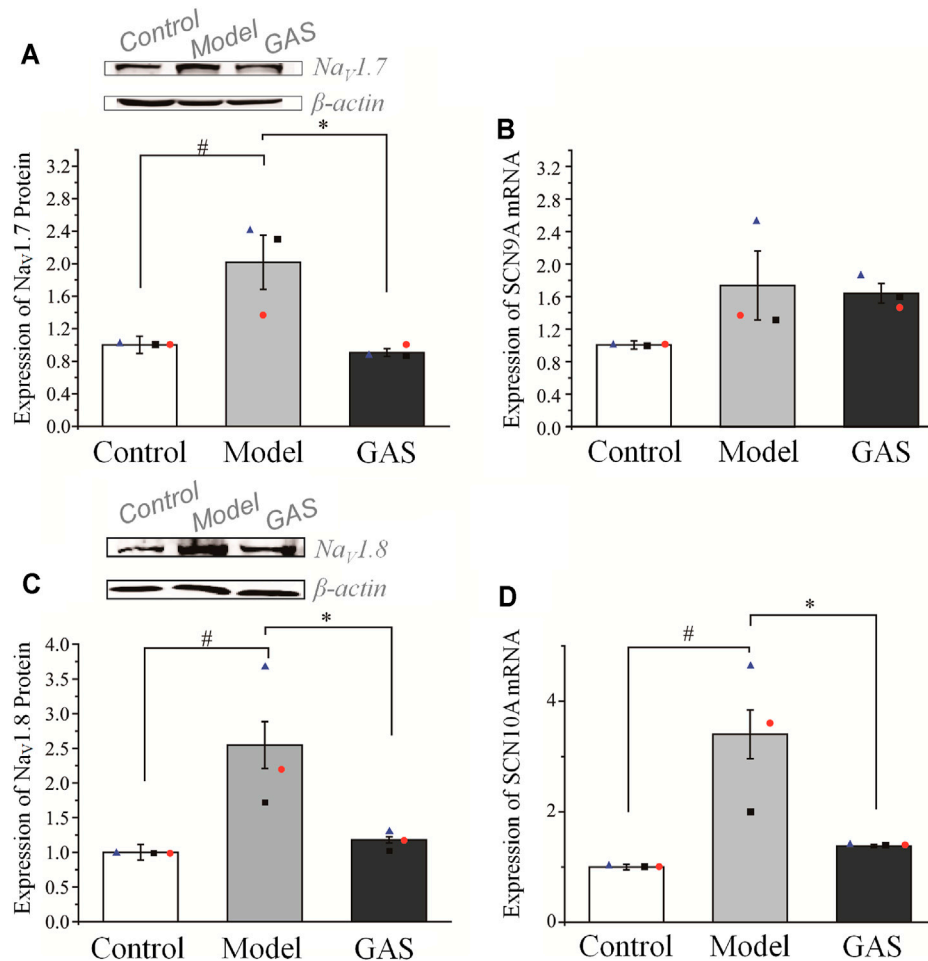 A
Control Model GAS
Na_V1.7
β-actin
#
*
Expression of Na_V1.7 Protein
3.2
2.8
2.4
2.0
1.6
1.2
0.8
0.4
0.0
Control Model GAS
B
Expression of SCN9A mRNA
3.2
2.8
2.4
2.0
1.6
1.2
0.8
0.4
0.0
Control Model GAS
C
Control Model GAS
Na_V1.8
β-actin
#
*
Expression of Na_V1.8 Protein
4.0
3.5
3.0
2.5
2.0
1.5
1.0
0.5
0.0
Control Model GAS
D
#
*
Expression of SCN10A mRNA
4
2
0
Control Model GAS